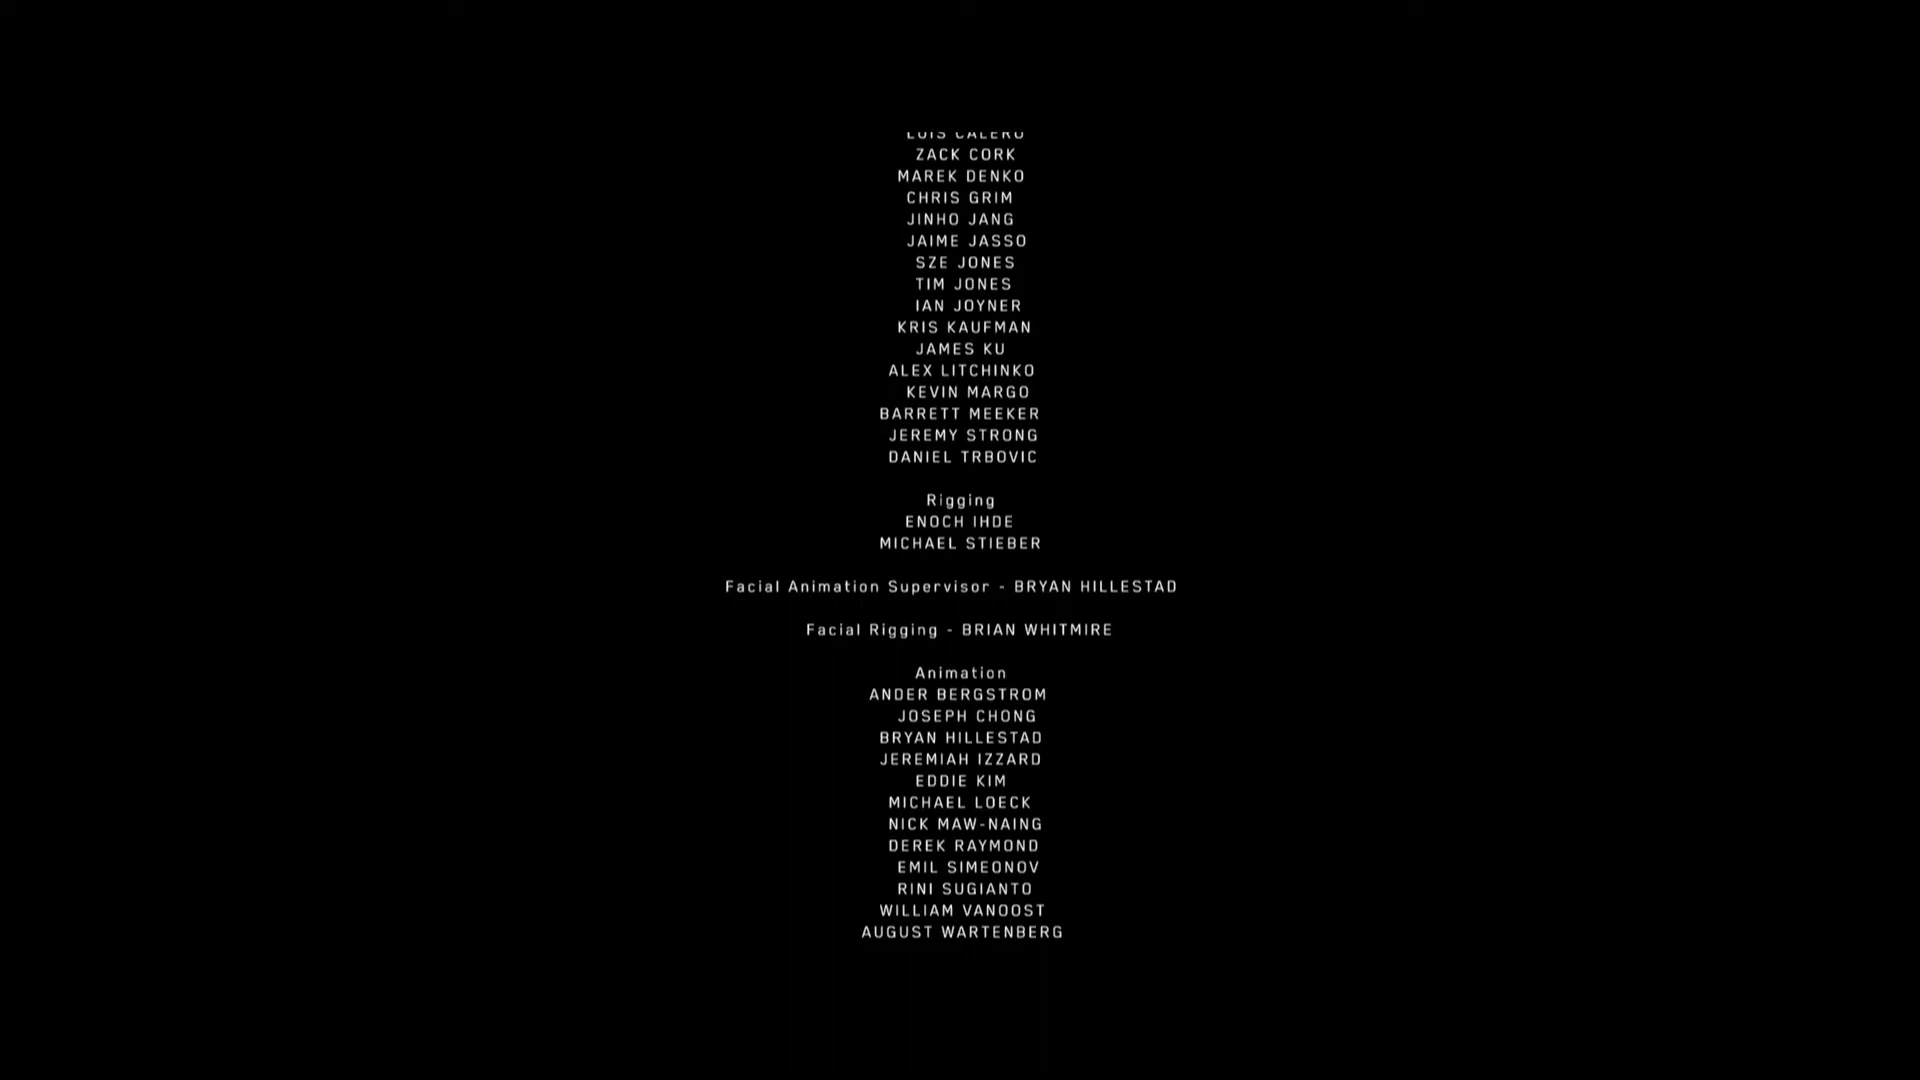 LUIS CALERO
ZACK CORK
MAREK DENKO
CHRIS GRIM
JINHO JANG
JAIME JASSO
SZE JONES
TIM JONES
IAN JOYNER
KRIS KAUFMAN
JAMES KU
ALEX LITCHINKO
KEVIN MARGO
BARRETT MEEKER
JEREMY STRONG
DANIEL TRBOVIC
Rigging
ENOCH IHDE
MICHAEL STIEBER
Facial Animation Supervisor - BRYAN HILLESTAD
Facial Rigging - BRIAN WHITMIRE
Animation
ANDER BERGSTROM
JOSEPH CHONG
BRYAN HILLESTAD
JEREMIAH IZZARD
EDDIE KIM
MICHAEL LOECK
NICK MAW-NAING
DEREK RAYMOND
EMIL SIMEONOV
RINI SUGIANTO
WILLIAM VANOOST
AUGUST WARTENBERG